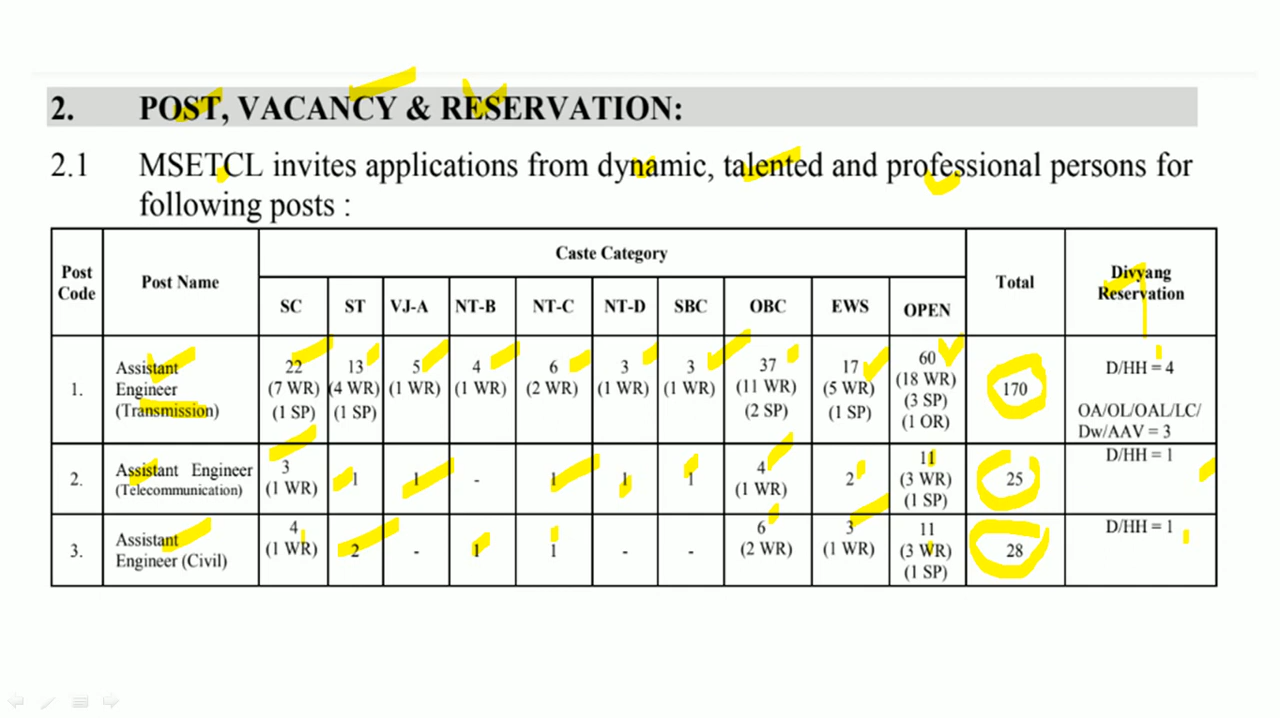 2. POST, VACANCY & RESERVATION:
2.1 MSETCL invites applications from dynamic, talented and professional persons for
following posts :
Post Code Post Name Caste Category Total Divyang Reservation
SC ST VJ-A NT-B NT-C NT-D SBC OBC EWS OPEN
1. Assistant Engineer (Transmission) 22 (7 WR) (1 SP) 13 (4 WR) (1 SP) 5 (1 WR) 4 (1 WR) 6 (2 WR) 3 (1 WR) 3 (1 WR) 37 (11 WR) (2 SP) 17 (5 WR) (1 SP) 60 (18 WR) (3 SP) (1 OR) 170 D/HH = 4 OA/OL/OAL/LC/ Dw/AAV = 3
2. Assistant Engineer (Telecommunication) 3 (1 WR) 1 1 - 1 1 1 4 (1 WR) 2 11 (3 WR) (1 SP) 25 D/HH = 1
3. Assistant Engineer (Civil) 4 (1 WR) 2 - 1 1 - - 6 (2 WR) 3 (1 WR) 11 (3 WR) (1 SP) 28 D/HH = 1